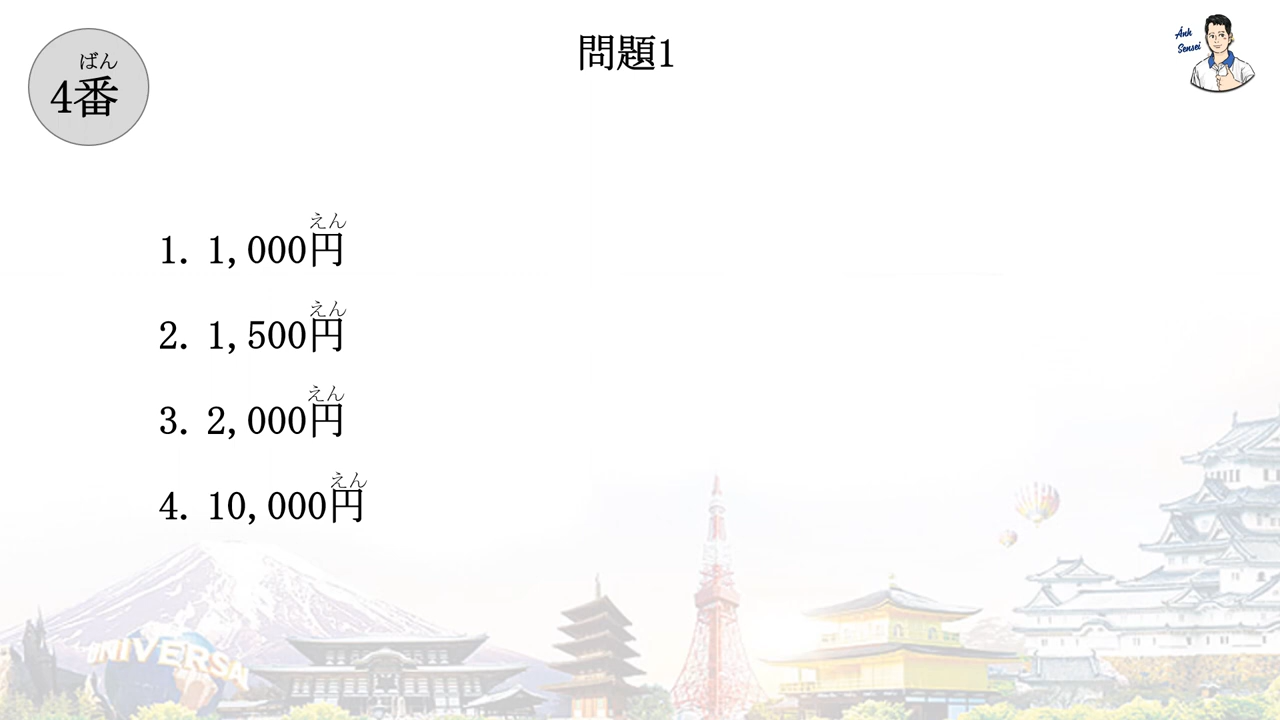 問題1
ばん
4番
Ánh
Sensei
えん
1. 1,000円
えん
2. 1,500円
えん
3. 2,000円
えん
4. 10,000円
UNIVERSA